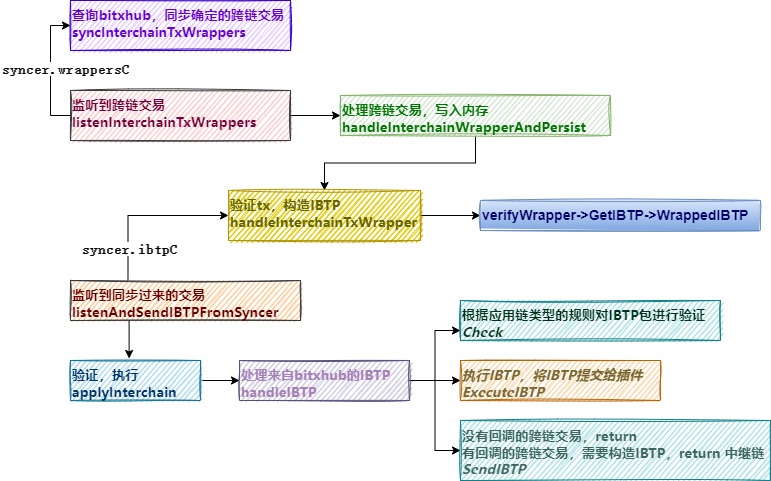 查询bitxhub，同步确定的跨链交易
syncInterchainTxWrappers
syncer.wrappersC
监听到跨链交易
listenInterchainTxWrappers
处理跨链交易，写入内存
handleInterchainWrapperAndPersist
验证tx，构造IBTP
handleInterchainTxWrapper
verifyWrapper->GetIBTP->WrappedIBTP
syncer.ibtpC
监听到同步过来的交易
listenAndSendIBTPFromSyncer
根据应用链类型的规则对IBTP包进行验证
Check
验证，执行
applyInterchain
处理来自bitxhub的IBTP
handleIBTP
执行IBTP，将IBTP提交给插件
ExecuteIBTP
没有回调的跨链交易，return
有回调的跨链交易，需要构造IBTP，return 中继链
SendIBTP